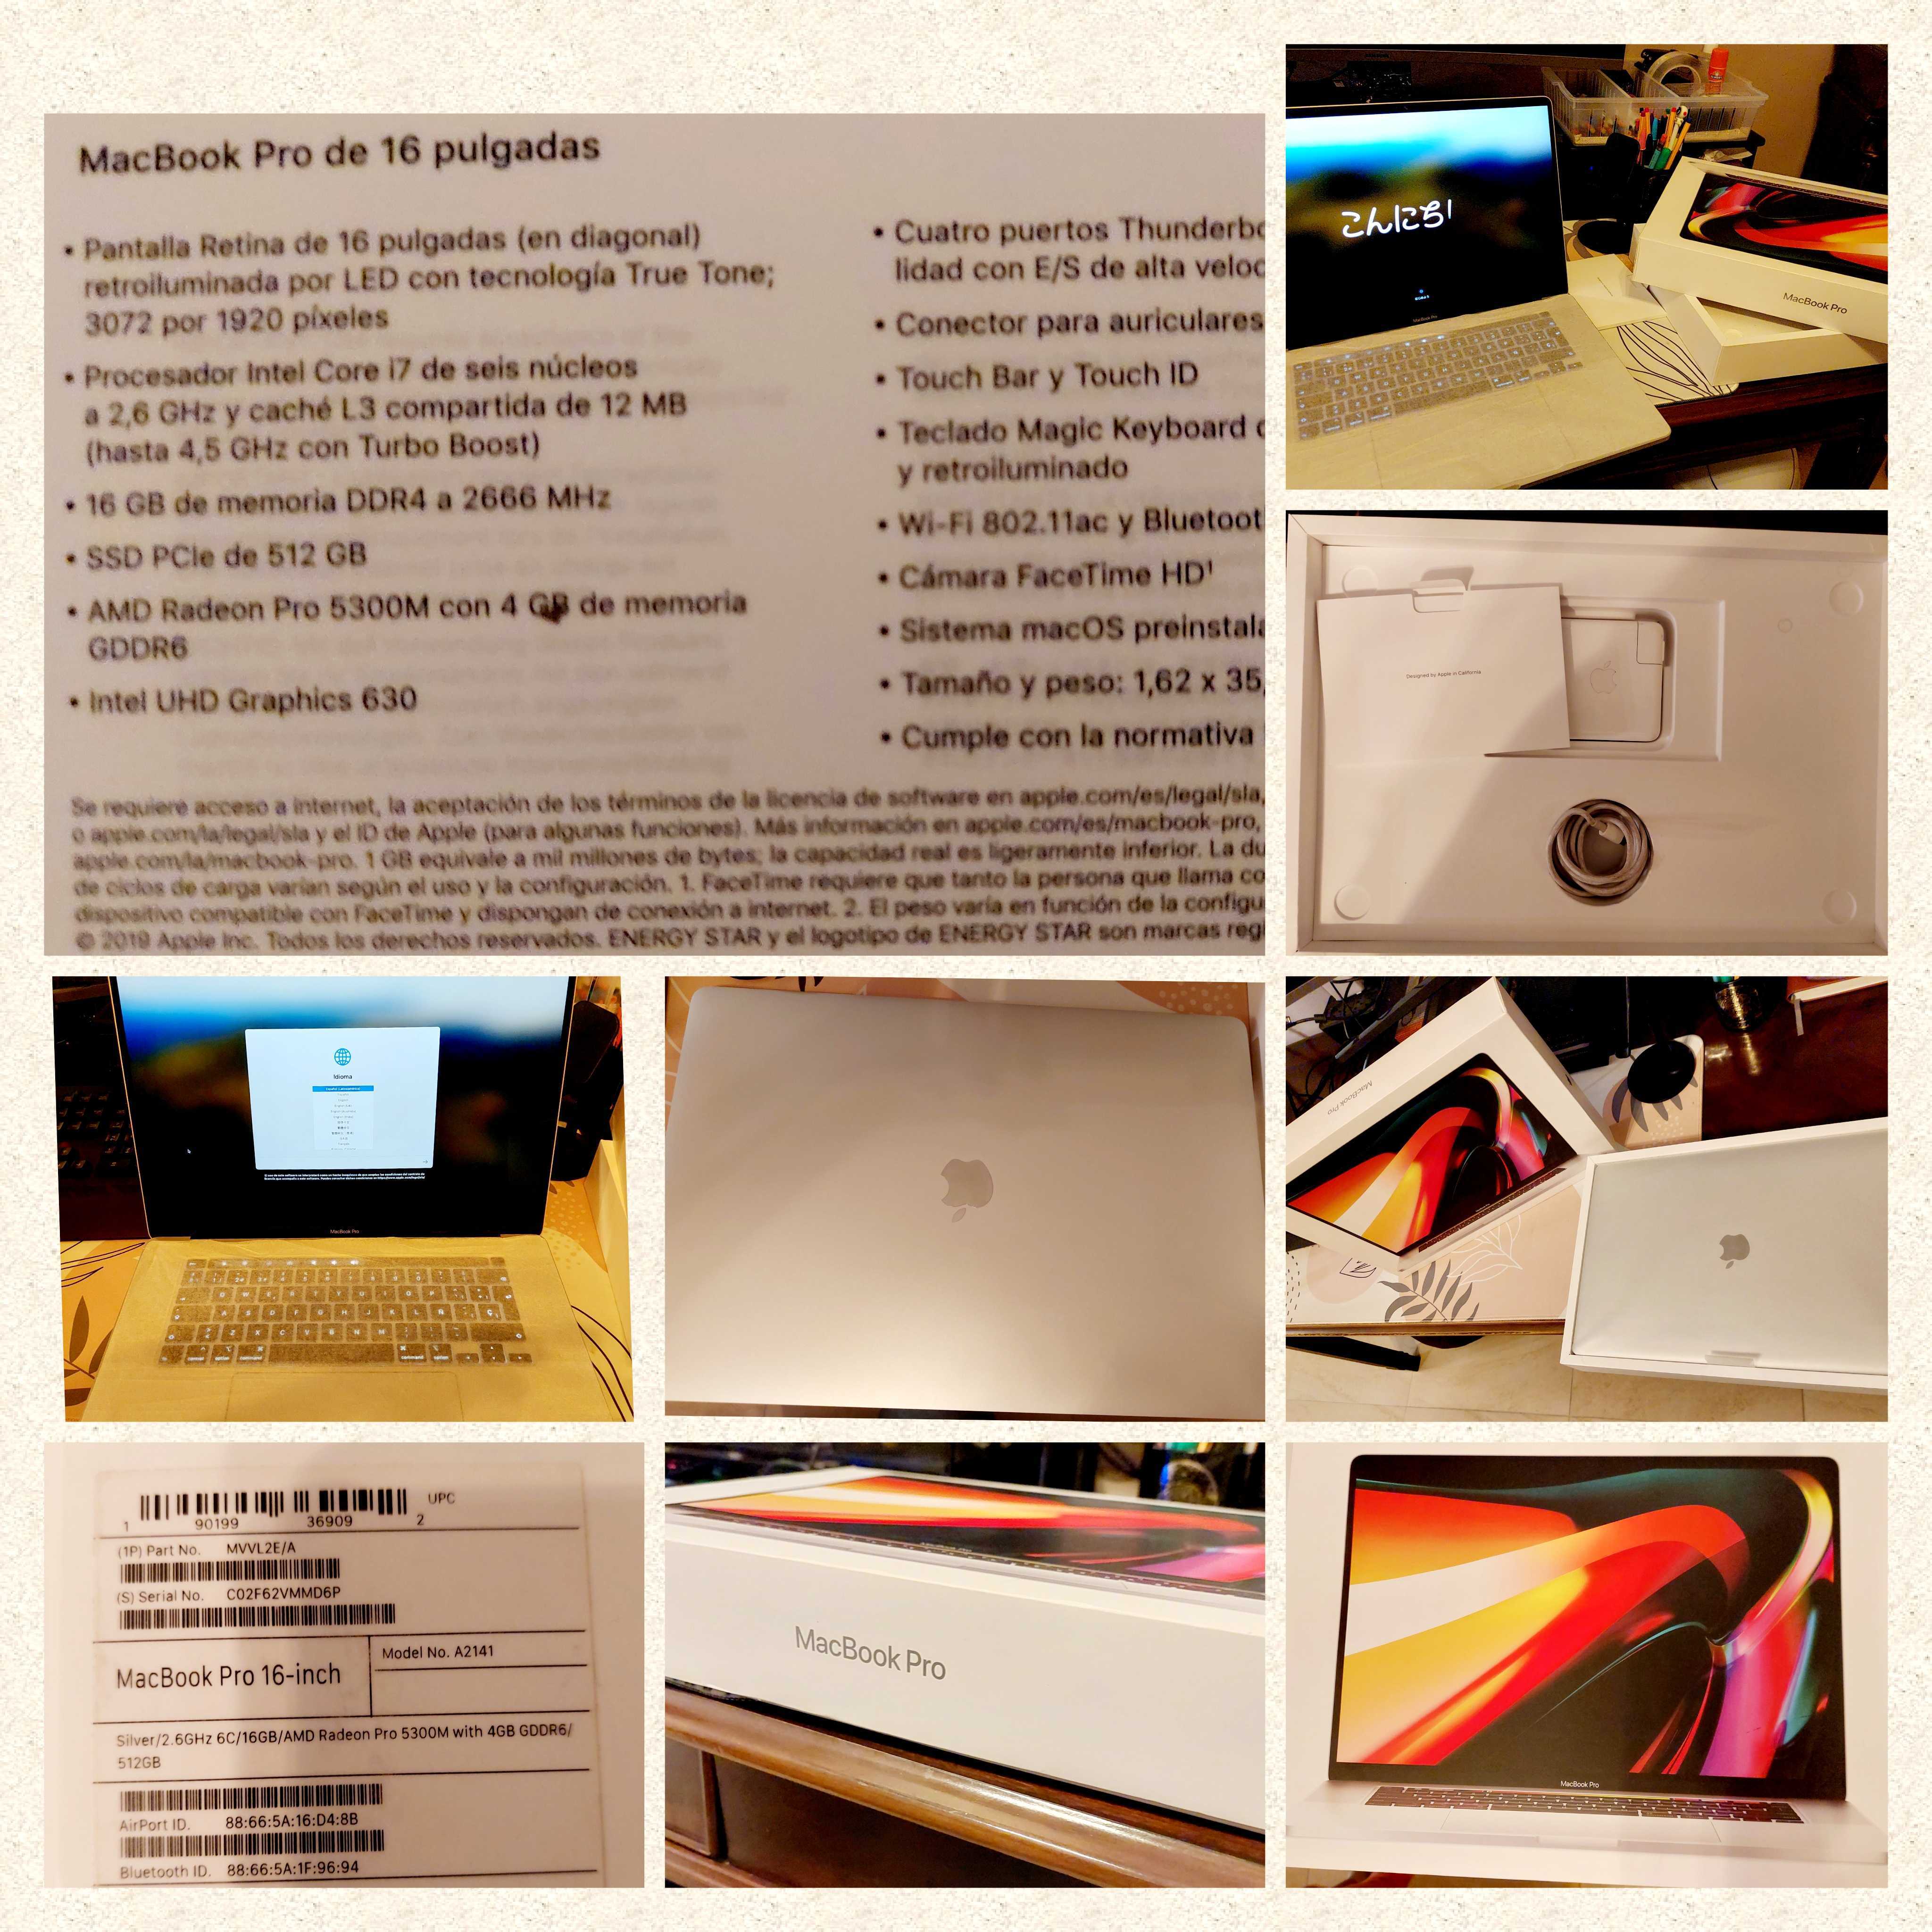 MacBook Pro de 16 pulgadas
• Pantalla Retina de 16 pulgadas (en diagonal)
retroiluminada por LED con tecnología True Tone;
3072 por 1920 píxeles
• Procesador Intel Core i7 de seis núcleos
a 2,6 GHz y caché L3 compartida de 12 MB
(hasta 4,5 GHz con Turbo Boost)
• 16 GB de memoria DDR4 a 2666 MHz
• SSD PCIe de 512 GB
• AMD Radeon Pro 5300M con 4 GB de memoria
GDDR6
• Intel UHD Graphics 630
• Cuatro puertos Thunderbo
lidad con E/S de alta veloc
• Conector para auriculares
• Touch Bar y Touch ID
• Teclado Magic Keyboard
y retroiluminado
• Wi-Fi 802.11ac y Bluetoot
• Cámara FaceTime HD¹
• Sistema macOS preinstala
• Tamaño y peso: 1,62 x 35,
• Cumple con la normativa
Se requiere acceso a internet, la aceptación de los términos de la licencia de software en apple.com/es/legal/sla,
o apple.com/la/legal/sla y el ID de Apple (para algunas funciones). Más información en apple.com/es/macbook-pro,
apple.com/la/macbook-pro. 1 GB equivale a mil millones de bytes; la capacidad real es ligeramente inferior. La du
de ciclos de carga varían según el uso y la configuración. 1. FaceTime requiere que tanto la persona que llama co
dispositivo compatible con FaceTime y dispongan de conexión a internet. 2. El peso varía en función de la configu
© 2019 Apple Inc. Todos los derechos reservados. ENERGY STAR y el logotipo de ENERGY STAR son marcas reg
こんにちは
MacBook Pro
MacBook Pro
Designed by Apple in California
Idioma
MacBook Pro
MacBook Pro
UPC
1 90199 36909 2
(1P) Part No. MVVL2E/A
(S) Serial No. C02F62VMMD6P
MacBook Pro 16-inch
Model No. A2141
Silver/2.6GHz 6C/16GB/AMD Radeon Pro 5300M with 4GB GDDR6/
512GB
AirPort ID. 88:66:5A:16:D4:8B
Bluetooth ID. 88:66:5A:1F:96:94
MacBook Pro
MacBook Pro